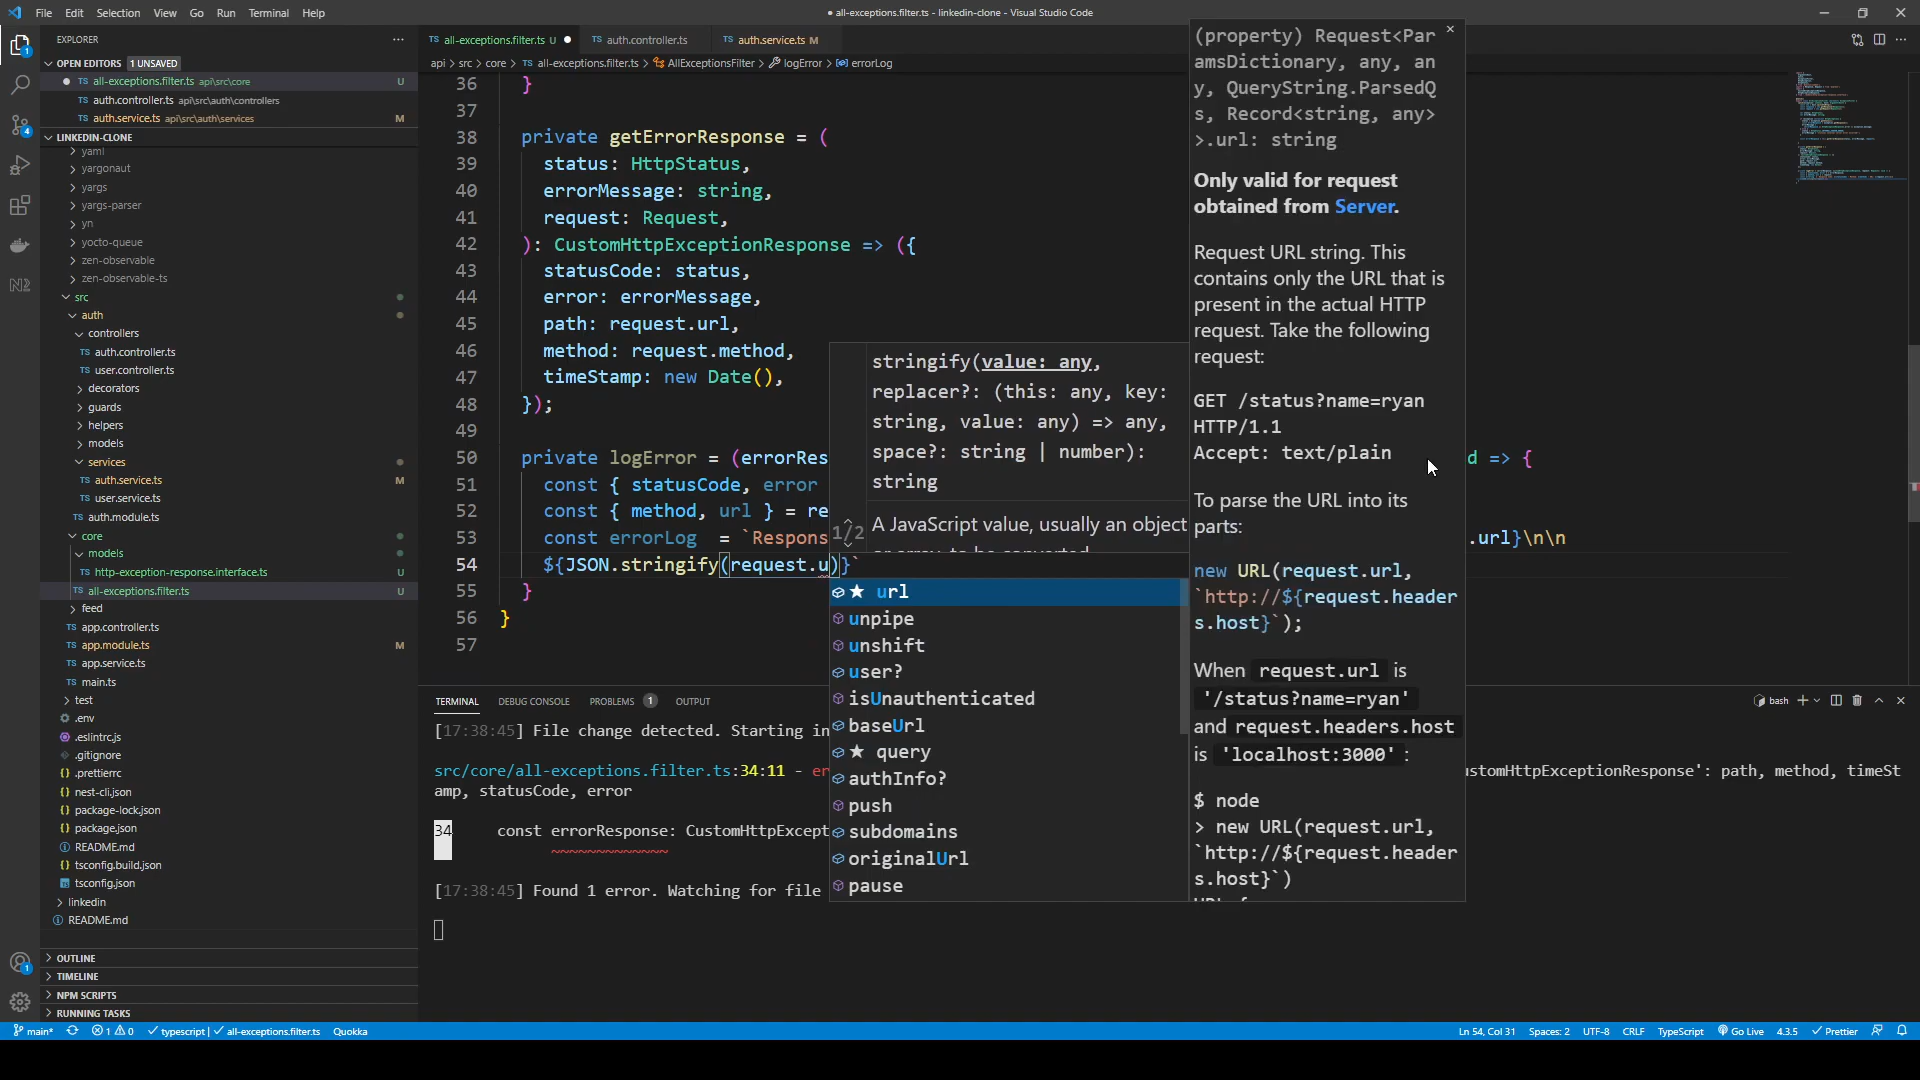 File Edit Selection View Go Run Terminal Help
● all-exceptions.filter.ts - linkedin-clone - Visual Studio Code
EXPLORER
OPEN EDITORS 1 UNSAVED
all-exceptions.filter.ts api\src\core U
TS auth.controller.ts api\src\auth\controllers
TS auth.service.ts api\src\auth\services M
LINKEDIN-CLONE
yaml
yargonaut
yargs
yargs-parser
yn
yocto-queue
zen-observable
zen-observable-ts
src
auth
controllers
TS auth.controller.ts
TS user.controller.ts
decorators
guards
helpers
models
services
TS auth.service.ts M
TS user.service.ts
TS auth.module.ts
core
models
TS http-exception-response.interface.ts U
TS all-exceptions.filter.ts U
feed
TS app.controller.ts
TS app.module.ts M
TS app.service.ts
TS main.ts
test
.env
.eslintrc.js
.gitignore
.prettierrc
nest-cli.json
package-lock.json
package.json
README.md
tsconfig.build.json
tsconfig.json
linkedin
README.md
OUTLINE
TIMELINE
NPM SCRIPTS
RUNNING TASKS
TS all-exceptions.filter.ts U ●
TS auth.controller.ts
TS auth.service.ts M
api > src > core > TS all-exceptions.filter.ts > AllExceptionsFilter > logError > errorLog
36 }
37
38 private getErrorResponse = (
39 status: HttpStatus,
40 errorMessage: string,
41 request: Request,
42 ): CustomHttpExceptionResponse => ({
43 statusCode: status,
44 error: errorMessage,
45 path: request.url,
46 method: request.method,
47 timeStamp: new Date(),
48 });
49
50 private logError = (errorRes d => {
51 const { statusCode, error
52 const { method, url } = re
53 const errorLog = `Respons .url}\n\n
54 ${JSON.stringify(request.u)}`
55 }
56 }
57
stringify(value: any,
replacer?: (this: any, key:
string, value: any) => any,
space?: string | number):
string
1/2
A JavaScript value, usually an object
url
unpipe
unshift
user?
isUnauthenticated
baseUrl
query
authInfo?
push
subdomains
originalUrl
pause
(property) Request<Par
amsDictionary, any, an
y, QueryString.ParsedQ
s, Record<string, any>
>.url: string
Only valid for request
obtained from Server.
Request URL string. This
contains only the URL that is
present in the actual HTTP
request. Take the following
request:
GET /status?name=ryan
HTTP/1.1
Accept: text/plain
To parse the URL into its
parts:
new URL(request.url,
`http://${request.header
s.host}`);
When request.url is
'/status?name=ryan'
and request.headers.host
is 'localhost:3000' :
$ node
> new URL(request.url,
`http://${request.header
s.host}`)
TERMINAL DEBUG CONSOLE PROBLEMS 1 OUTPUT
bash
[17:38:45] File change detected. Starting in
src/core/all-exceptions.filter.ts:34:11 - er stomHttpExceptionResponse': path, method, timeSt
amp, statusCode, error
34 const errorResponse: CustomHttpExcept
~~~~~~~~~~~~~
[17:38:45] Found 1 error. Watching for file
main* 1 0 typescript | all-exceptions.filter.ts Quokka
Ln 54, Col 31 Spaces: 2 UTF-8 CRLF TypeScript Go Live 4.3.5 Prettier